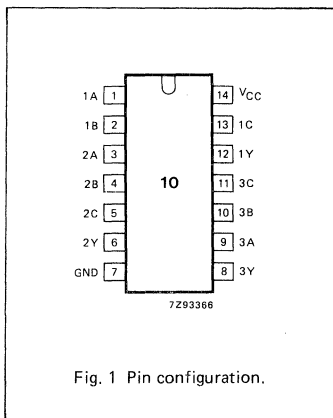 1A 1 14 VCC
1B 2 13 1C
2A 3 12 1Y
2B 4 10 11 3C
2C 5 10 3B
2Y 6 9 3A
GND 7 8 3Y
7Z93366
Fig. 1 Pin configuration.